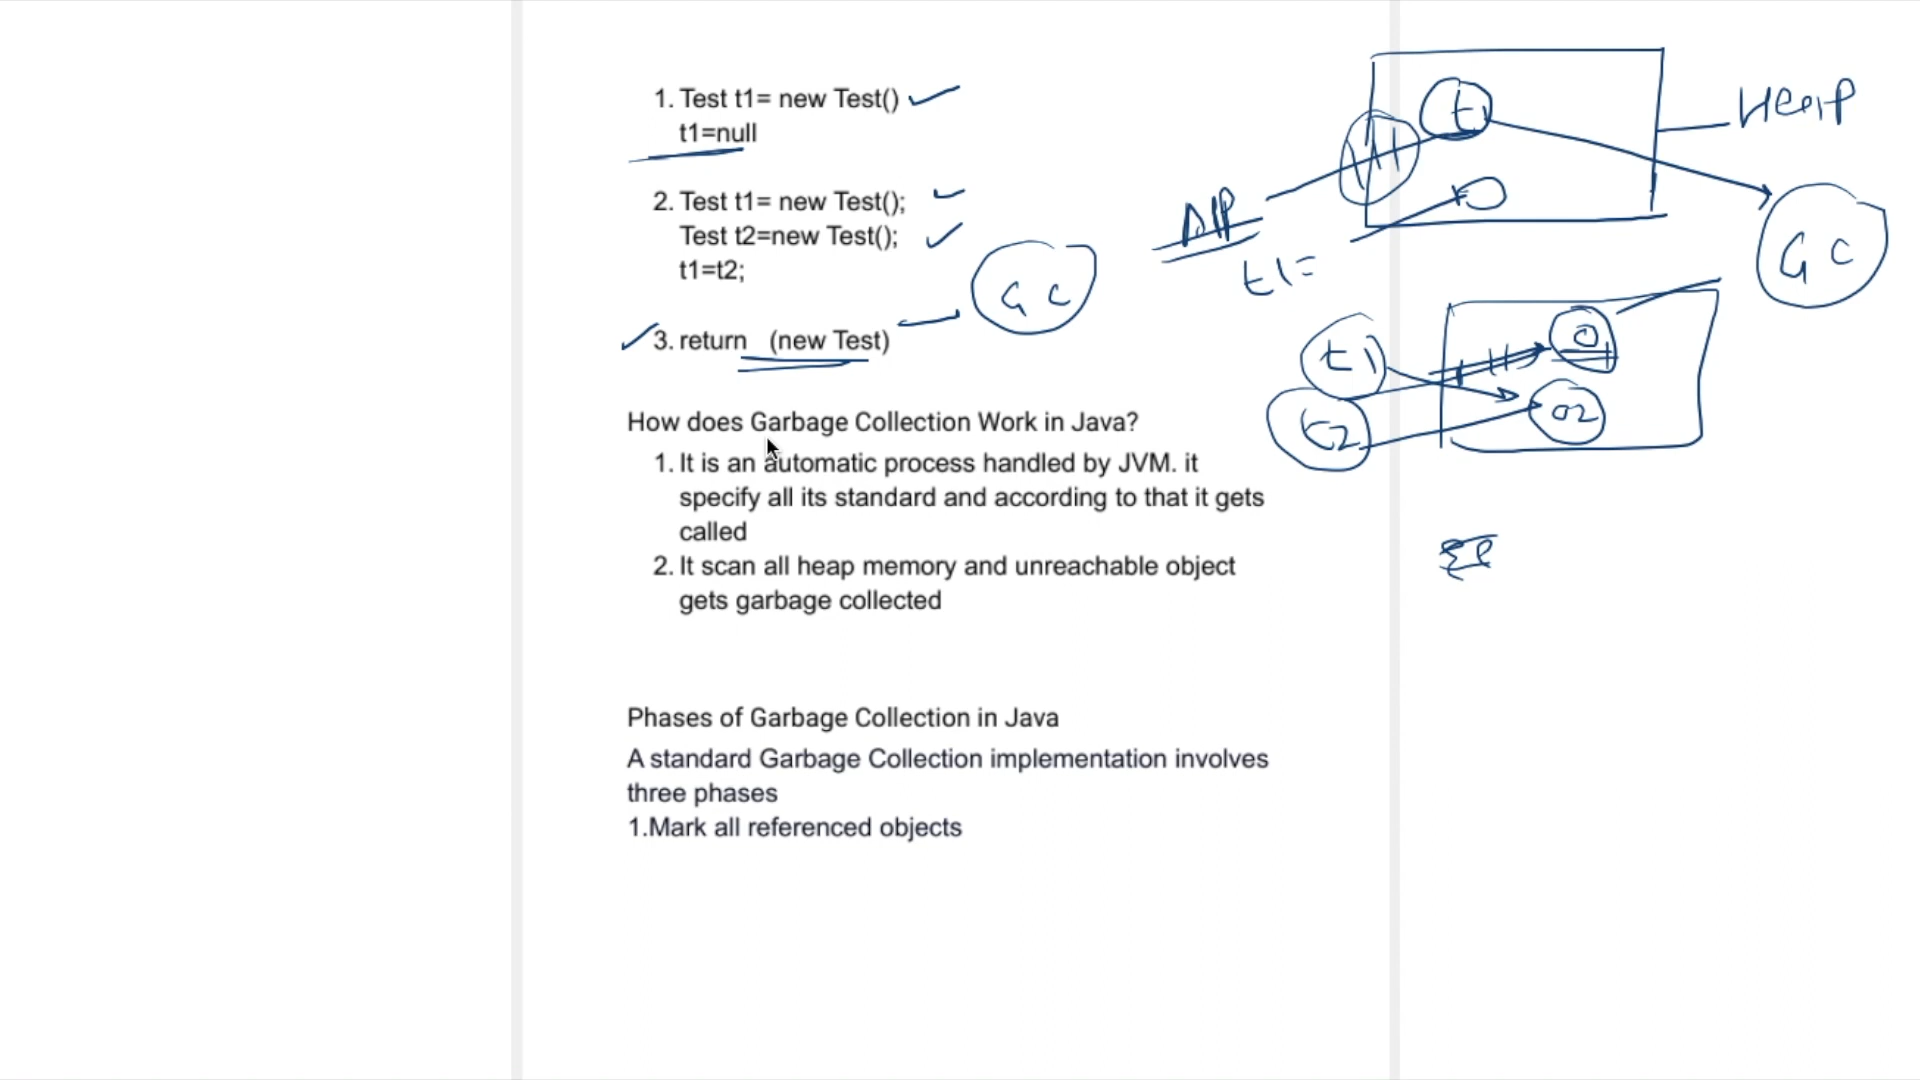 1. Test t1= new Test()
t1=null
2. Test t1= new Test();
Test t2=new Test();
t1=t2;
3. return (new Test)
How does Garbage Collection Work in Java?
1. It is an automatic process handled by JVM. it
specify all its standard and according to that it gets
called
2. It scan all heap memory and unreachable object
gets garbage collected
Phases of Garbage Collection in Java
A standard Garbage Collection implementation involves
three phases
1.Mark all referenced objects
GC
t1
Heap
t1=
GC
t1
t2
O1
O2